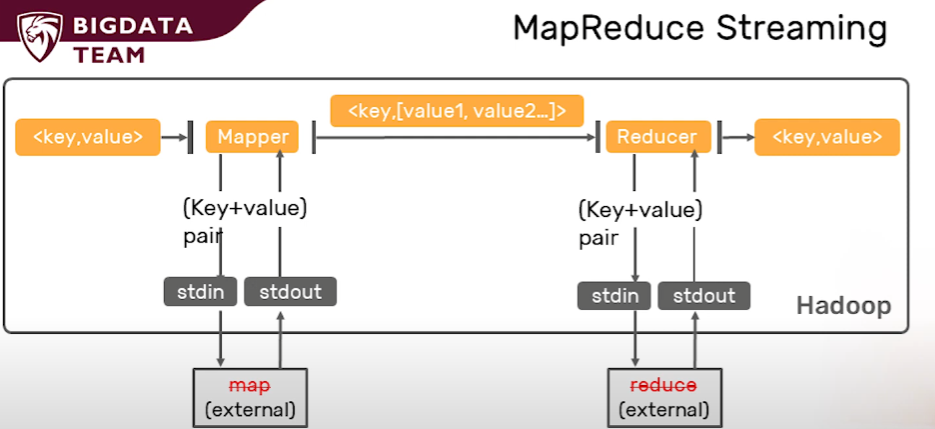 BIGDATA
TEAM
MapReduce Streaming
<key,[value1, value2...]>
<key,value>
Mapper
Reducer
<key,value>
(Key+value)
pair
(Key+value)
pair
stdin
stdout
stdin
stdout
Hadoop
map
(external)
reduce
(external)